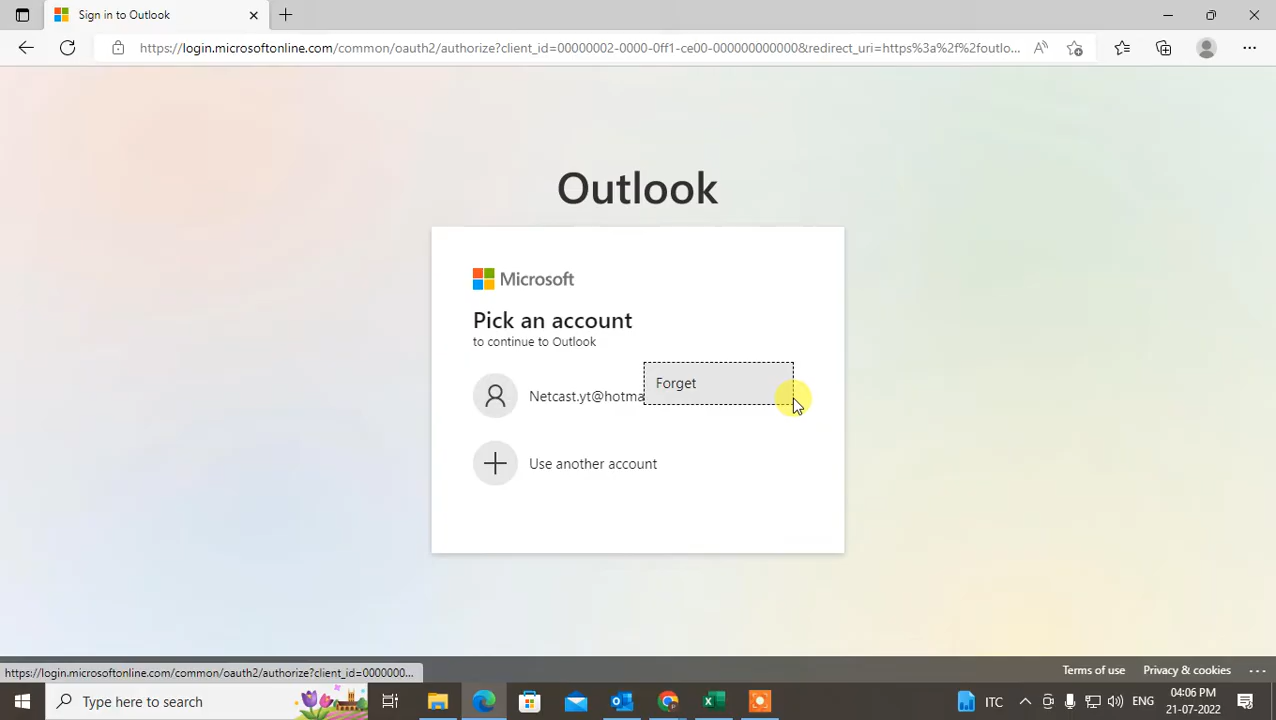 Sign in to Outlook
https://login.microsoftonline.com/common/oauth2/authorize?client_id=00000002-0000-0ff1-ce00-000000000000&redirect_uri=https%3a%2f%2foutlo...
Outlook
Microsoft
Pick an account
to continue to Outlook
Forget
Netcast.yt@hotma
Use another account
https://login.microsoftonline.com/common/oauth2/authorize?client_id=0000000...
Terms of use
Privacy & cookies
Type here to search
ITC
ENG
04:06 PM
21-07-2022